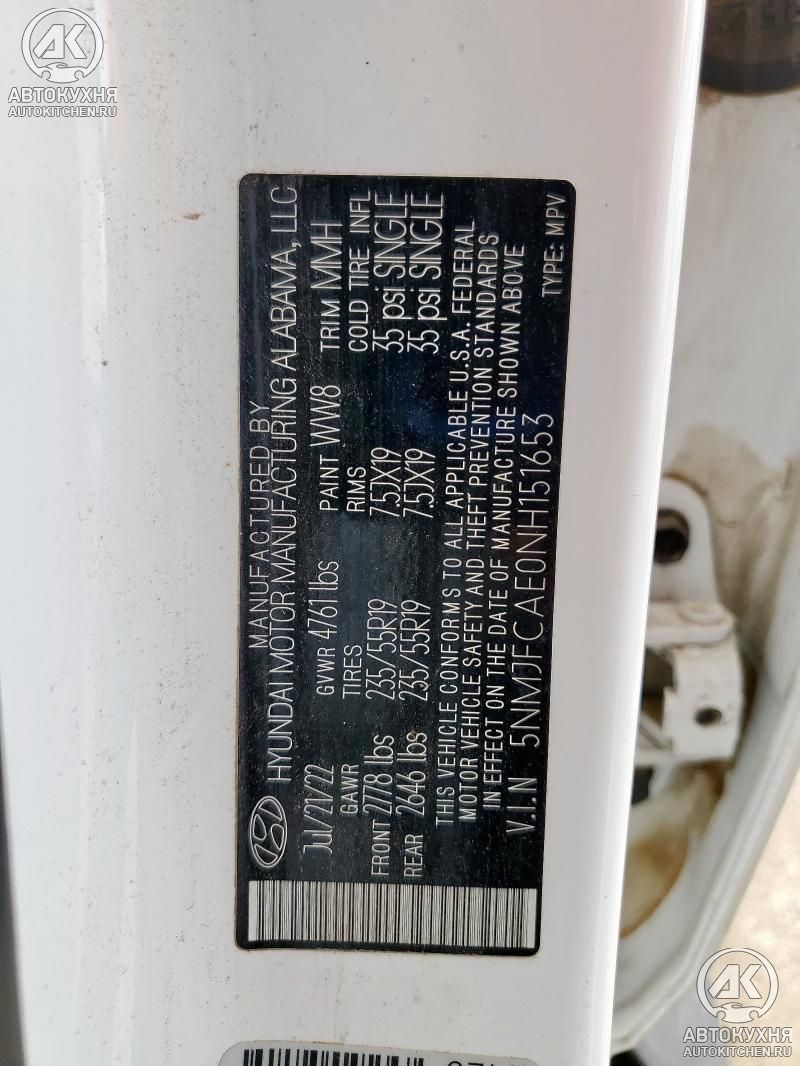 АВТОКУХНЯ
AUTOKITCHEN.RU
MANUFACTURED BY
HYUNDAI MOTOR MANUFACTURING ALABAMA, LLC
Jul/21/22 GVWR 4761 lbs PAINT WW8 TRIM MMH
GAWR TIRES RIMS COLD TIRE INFL
FRONT 2778 lbs 235/55R19 7.5JX19 35 psi SINGLE
REAR 2646 lbs 235/55R19 7.5JX19 35 psi SINGLE
THIS VEHICLE CONFORMS TO ALL APPLICABLE U.S.A. FEDERAL
MOTOR VEHICLE SAFETY AND THEFT PREVENTION STANDARDS
IN EFFECT ON THE DATE OF MANUFACTURE SHOWN ABOVE
V.I.N 5NMJFCAE0NH151653 TYPE: MPV
АВТОКУХНЯ
AUTOKITCHEN.RU